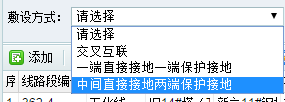 敷设方式： 请选择
请选择
交叉互联
一端直接接地一端保护接地
中间直接接地两端保护接地
添加
序 线路段编